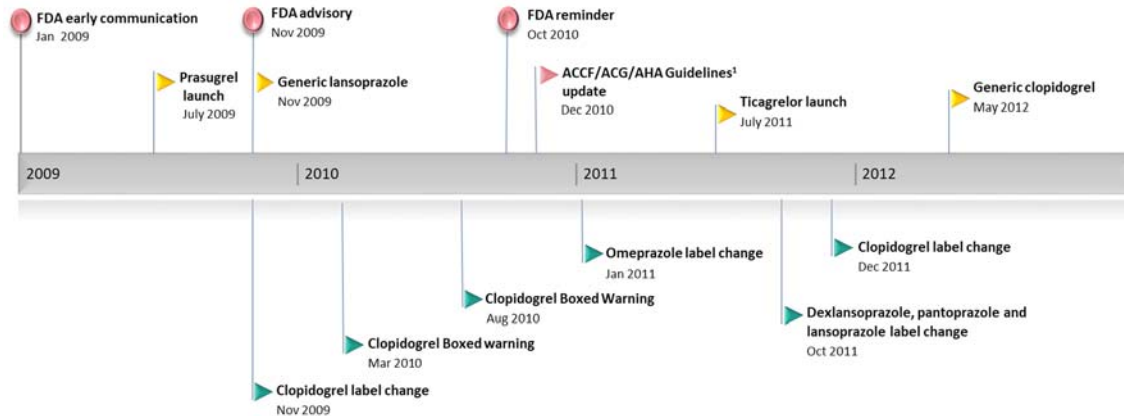 FDA early communication
Jan 2009
FDA advisory
Nov 2009
FDA reminder
Oct 2010
Prasugrel
launch
July 2009
Generic lansoprazole
Nov 2009
ACCF/ACG/AHA Guidelines¹
update
Dec 2010
Ticagrelor launch
July 2011
Generic clopidogrel
May 2012
2009
2010
2011
2012
Omeprazole label change
Jan 2011
Clopidogrel label change
Dec 2011
Clopidogrel Boxed Warning
Aug 2010
Dexlansoprazole, pantoprazole and
lansoprazole label change
Oct 2011
Clopidogrel Boxed warning
Mar 2010
Clopidogrel label change
Nov 2009